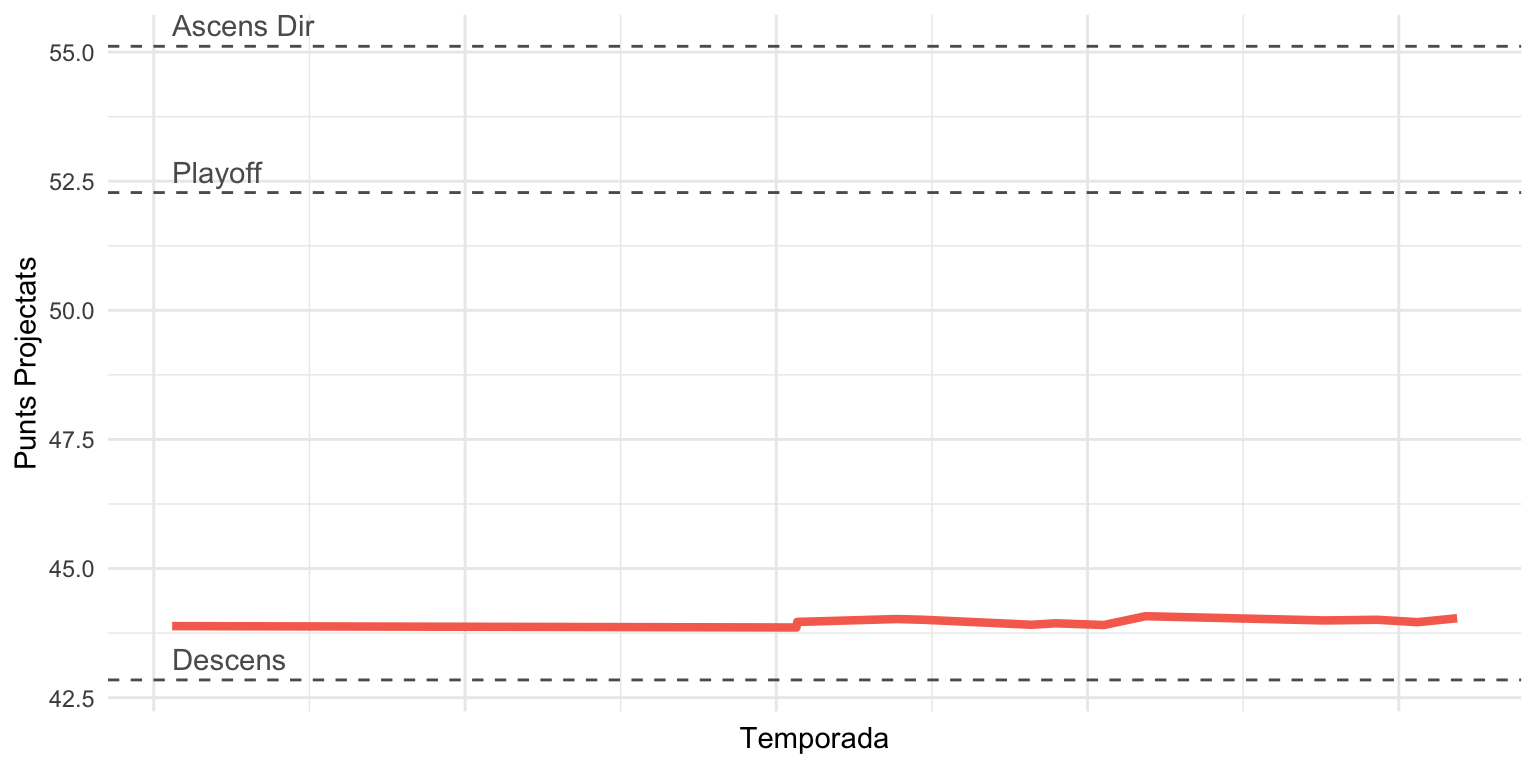 Ascens Dir
55.0
Playoff
52.5
50.0
Punts Projectats
47.5
45.0
Descens
42.5
Temporada